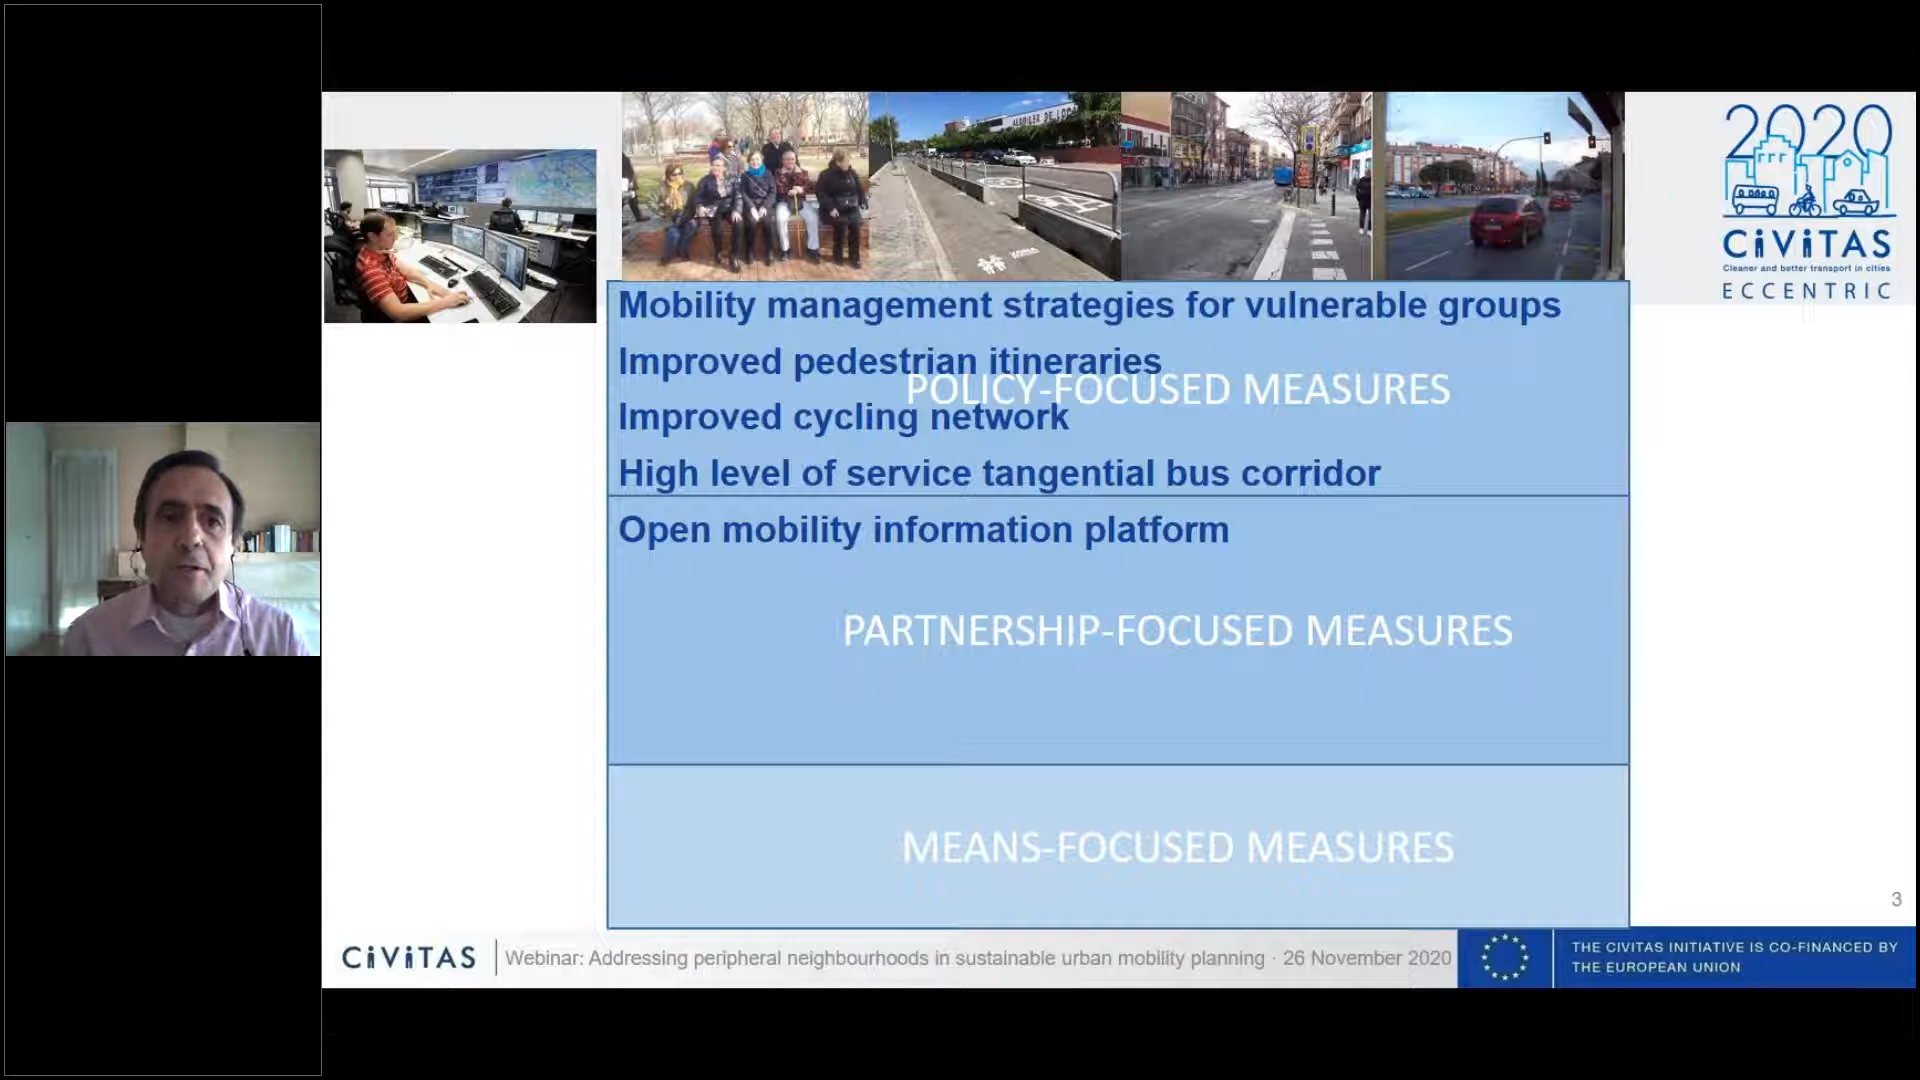 ALQUILER DE LOCA
2020
CiViTAS
Cleaner and better transport in cities
ECCENTRIC
Mobility management strategies for vulnerable groups
Improved pedestrian itineraries
POLICY-FOCUSED MEASURES
Improved cycling network
High level of service tangential bus corridor
Open mobility information platform
PARTNERSHIP-FOCUSED MEASURES
MEANS-FOCUSED MEASURES
3
CiViTAS
Webinar: Addressing peripheral neighbourhoods in sustainable urban mobility planning · 26 November 2020
THE CIVITAS INITIATIVE IS CO-FINANCED BY
THE EUROPEAN UNION